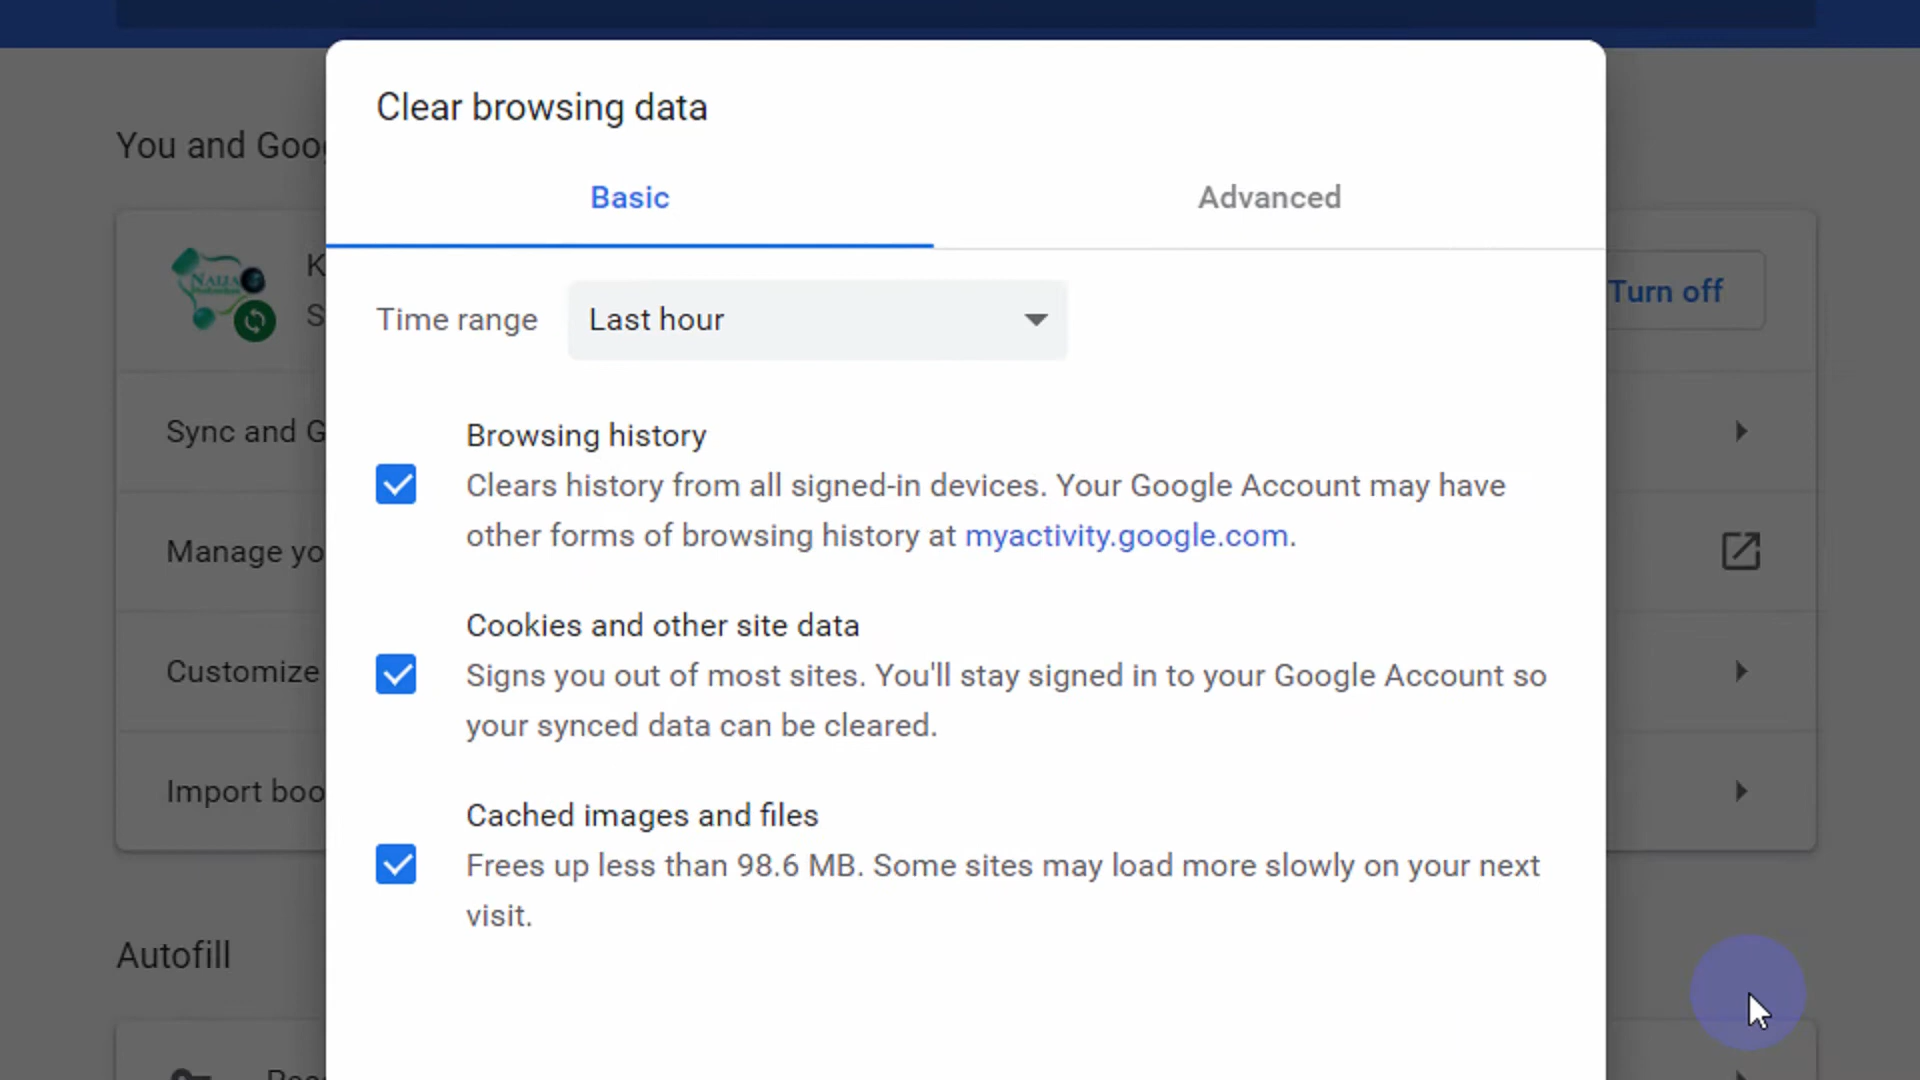 Clear browsing data
You and Goo
Basic
Advanced
NAIJA
K
S
Turn off
Time range
Last hour
Sync and G
Browsing history
Clears history from all signed-in devices. Your Google Account may have
other forms of browsing history at myactivity.google.com.
Manage yo
Cookies and other site data
Signs you out of most sites. You'll stay signed in to your Google Account so
your synced data can be cleared.
Customize
Import boo
Cached images and files
Frees up less than 98.6 MB. Some sites may load more slowly on your next
visit.
Autofill